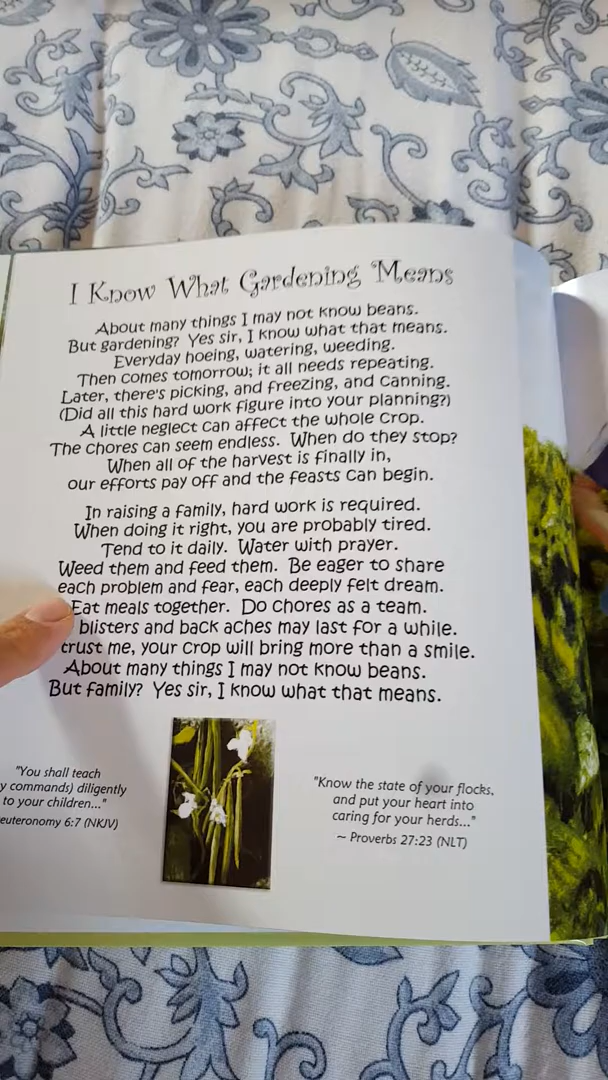 I Know What Gardening Means
About many things I may not know beans.
But gardening? Yes sir, I know what that means.
Everyday hoeing, watering, weeding.
Then comes tomorrow; it all needs repeating.
Later, there's picking, and freezing, and canning.
(Did all this hard work figure into your planning?)
A little neglect can affect the whole crop.
The chores can seem endless. When do they stop?
When all of the harvest is finally in,
our efforts pay off and the feasts can begin.
In raising a family, hard work is required.
When doing it right, you are probably tired.
Tend to it daily. Water with prayer.
Weed them and feed them. Be eager to share
each problem and fear, each deeply felt dream.
Eat meals together. Do chores as a team.
blisters and back aches may last for a while.
trust me, your crop will bring more than a smile.
About many things I may not know beans.
But family? Yes sir, I know what that means.
"You shall teach
y commands) diligently
to your children..."
euteronomy 6:7 (NKJV)
"Know the state of your flocks,
and put your heart into
caring for your herds..."
~ Proverbs 27:23 (NLT)